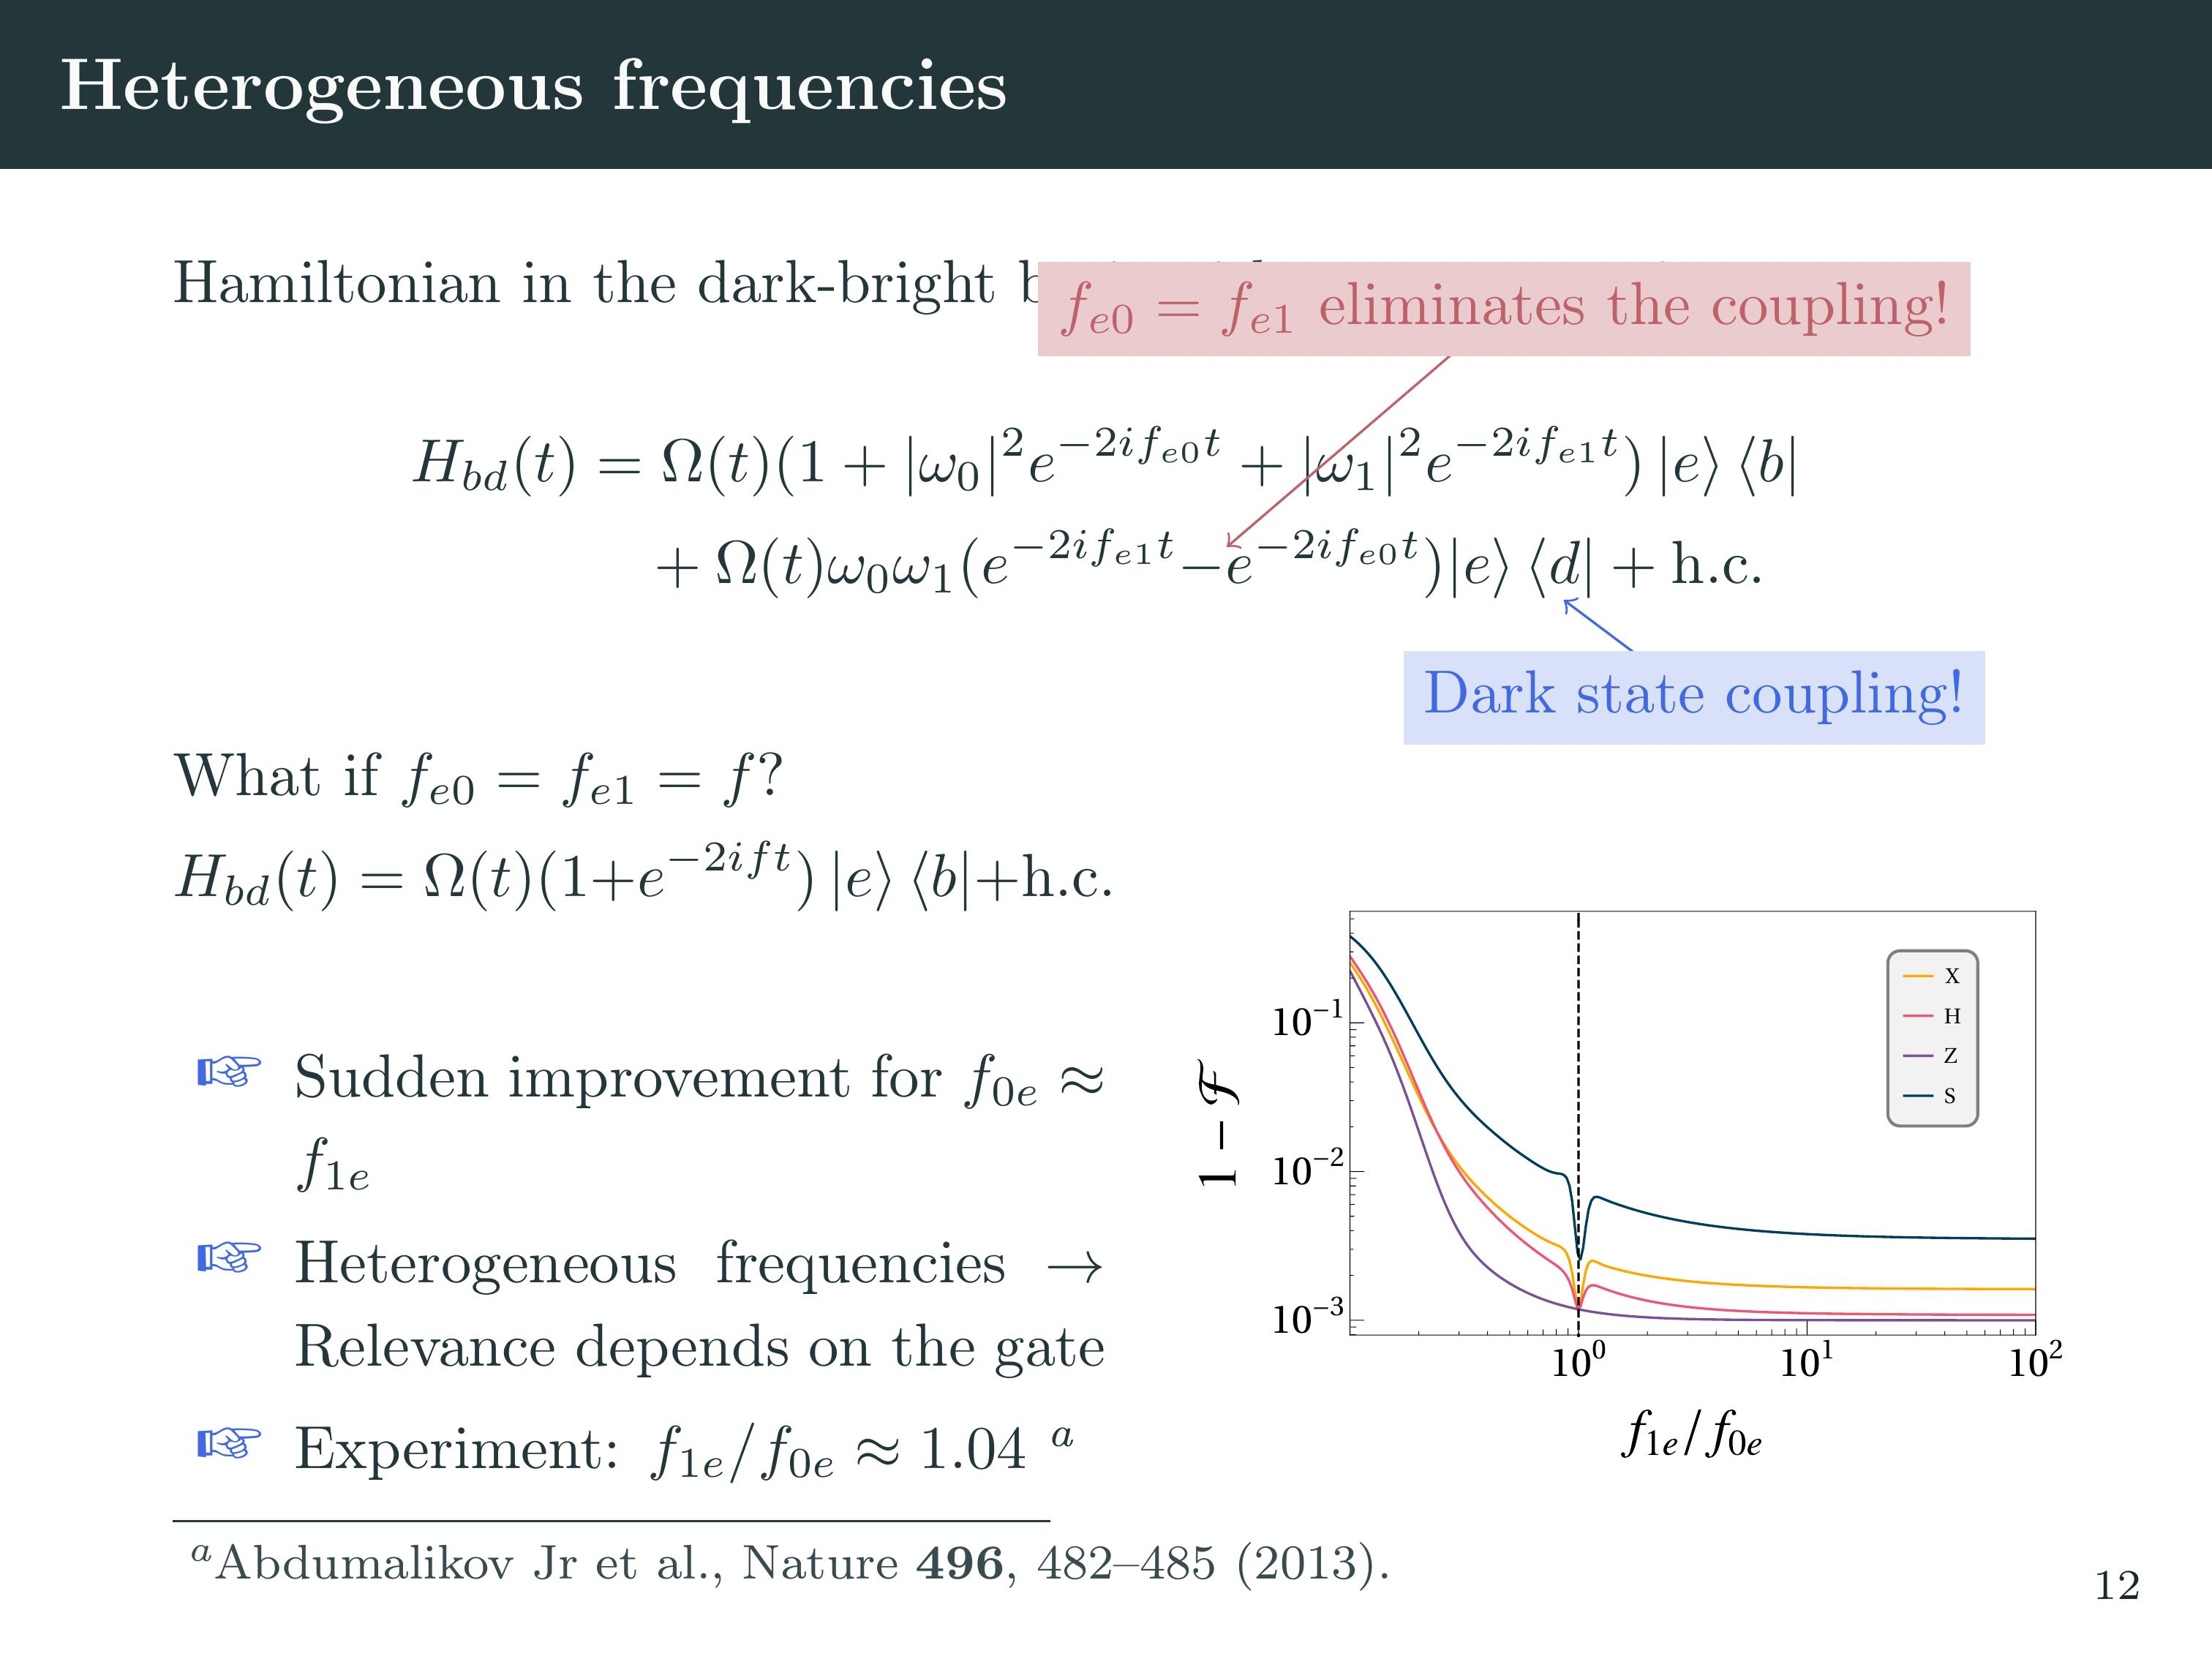 Heterogeneous frequencies
Hamiltonian in the dark-bright
f_{e0} = f_{e1} eliminates the coupling!
H_{bd}(t) = Ω(t)(1 + |ω_0|^2 e^{−2if_{e0}t} + |ω_1|^2 e^{−2if_{e1}t}) |e⟩ ⟨b|
+ Ω(t)ω_0ω_1(e^{−2if_{e1}t}−e^{−2if_{e0}t})|e⟩ ⟨d| + h.c.
Dark state coupling!
What if f_{e0} = f_{e1} = f?
H_{bd}(t) = Ω(t)(1+e^{−2ift}) |e⟩ ⟨b|+h.c.
☞ Sudden improvement for f_{0e} ≈
f_{1e}
☞ Heterogeneous frequencies →
Relevance depends on the gate
☞ Experiment: f_{1e}/f_{0e} ≈ 1.04 ^a
1 − ℱ
10^{−1}
10^{−2}
10^{−3}
X
H
Z
S
10^0 10^1 10^2
f_{1e}/f_{0e}
^aAbdumalikov Jr et al., Nature 496, 482–485 (2013).
12